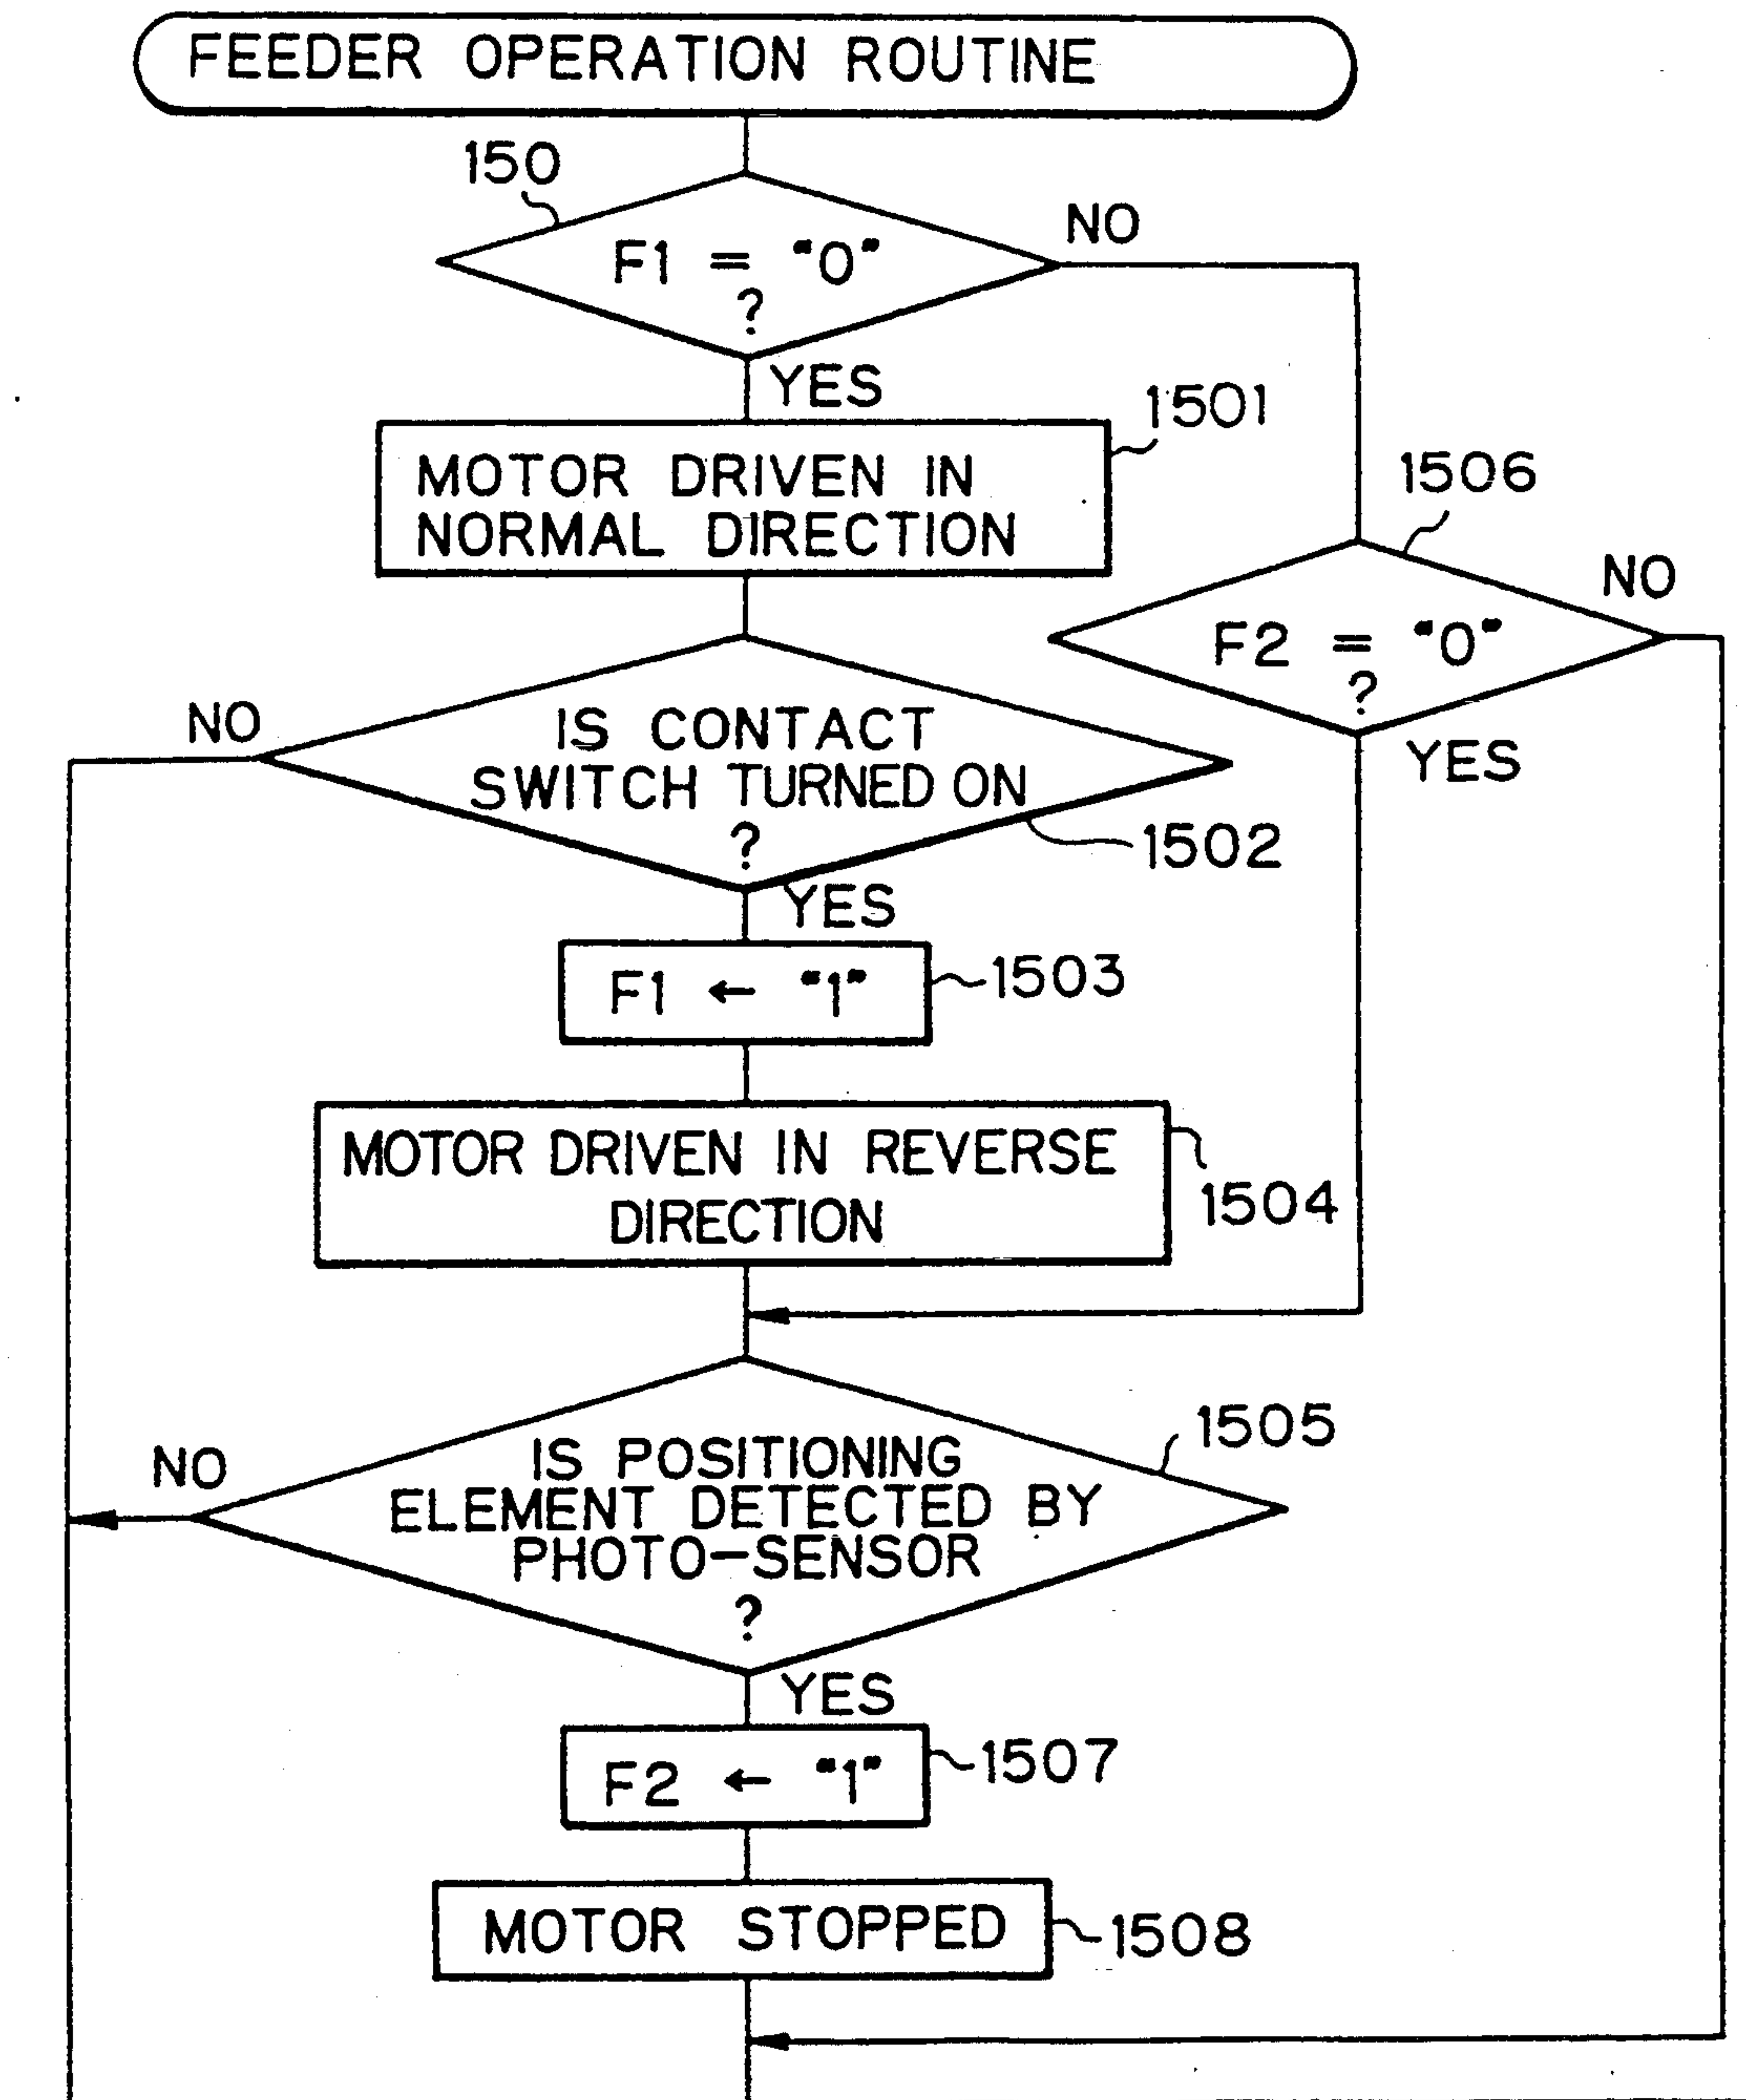 FEEDER OPERATION ROUTINE
150
F1 = "0"
?
NO
YES
1501
MOTOR DRIVEN IN
NORMAL DIRECTION
1506
F2 = "0"
?
NO
YES
IS CONTACT
SWITCH TURNED ON
?
NO
1502
YES
F1 ← "1"
1503
MOTOR DRIVEN IN REVERSE
DIRECTION
1504
IS POSITIONING
ELEMENT DETECTED BY
PHOTO-SENSOR
?
1505
NO
YES
F2 ← "1"
1507
MOTOR STOPPED
1508